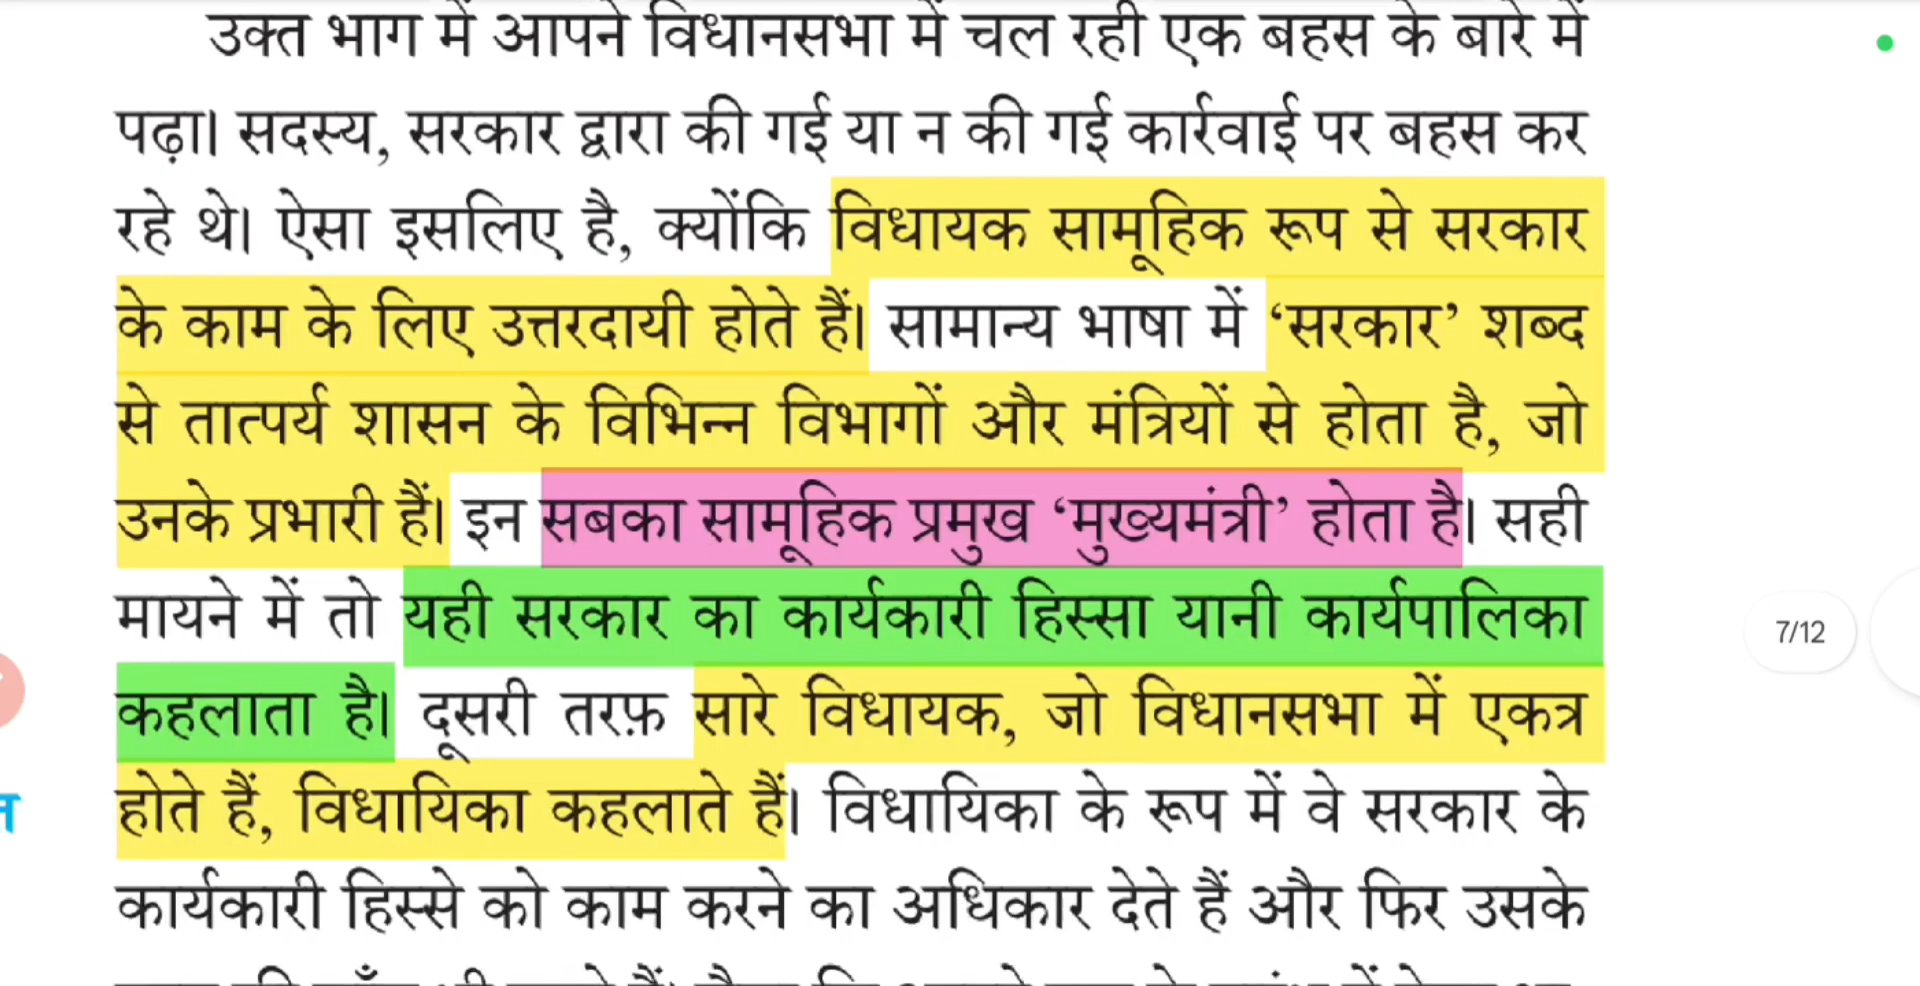 उक्त भाग में आपने विधानसभा में चल रही एक बहस के बारे में
पढ़ा। सदस्य, सरकार द्वारा की गई या न की गई कार्रवाई पर बहस कर
रहे थे। ऐसा इसलिए है, क्योंकि विधायक सामूहिक रूप से सरकार
के काम के लिए उत्तरदायी होते हैं। सामान्य भाषा में ‘सरकार’ शब्द
से तात्पर्य शासन के विभिन्न विभागों और मंत्रियों से होता है, जो
उनके प्रभारी हैं। इन सबका सामूहिक प्रमुख ‘मुख्यमंत्री’ होता है। सही
मायने में तो यही सरकार का कार्यकारी हिस्सा यानी कार्यपालिका
कहलाता है। दूसरी तरफ़ सारे विधायक, जो विधानसभा में एकत्र
होते हैं, विधायिका कहलाते हैं। विधायिका के रूप में वे सरकार के
कार्यकारी हिस्से को काम करने का अधिकार देते हैं और फिर उसके
7/12